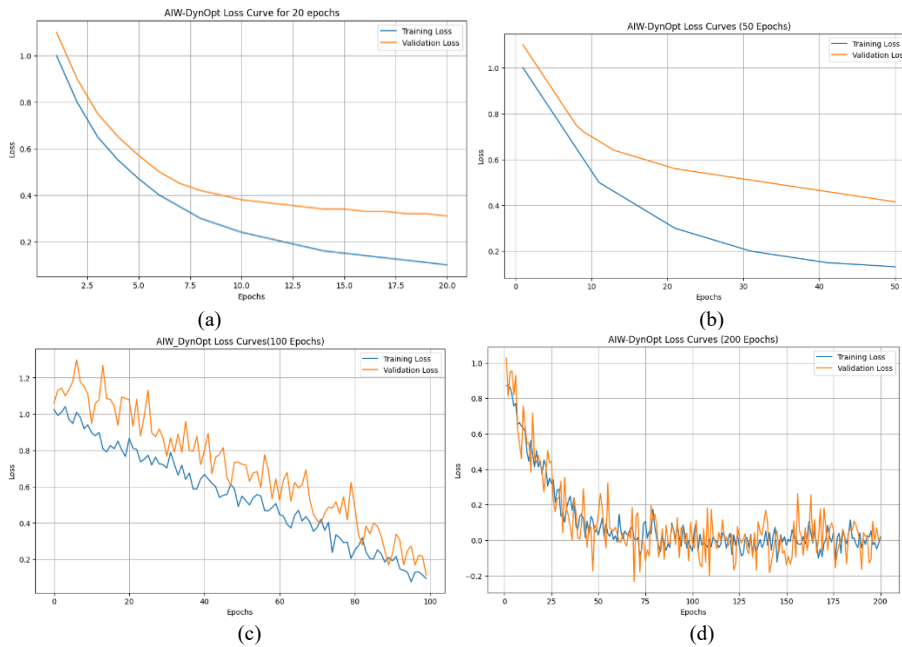 AIW-DynOpt Loss Curve for 20 epochs
Training Loss
Validation Loss
1.0
0.8
0.6
0.4
0.2
Loss
2.5 5.0 7.5 10.0 12.5 15.0 17.5 20.0
Epochs
(a)
AIW-DynOpt Loss Curves (50 Epochs)
Training Loss
Validation Loss
1.0
0.8
0.6
0.4
0.2
Loss
0 10 20 30 40 50
Epochs
(b)
AIW_DynOpt Loss Curves(100 Epochs)
Training Loss
Validation Loss
1.2
1.0
0.8
0.6
0.4
0.2
Loss
0 20 40 60 80 100
Epochs
(c)
AIW-DynOpt Loss Curves (200 Epochs)
Training Loss
Validation Loss
1.0
0.8
0.6
0.4
0.2
0.0
−0.2
Loss
0 25 50 75 100 125 150 175 200
Epochs
(d)